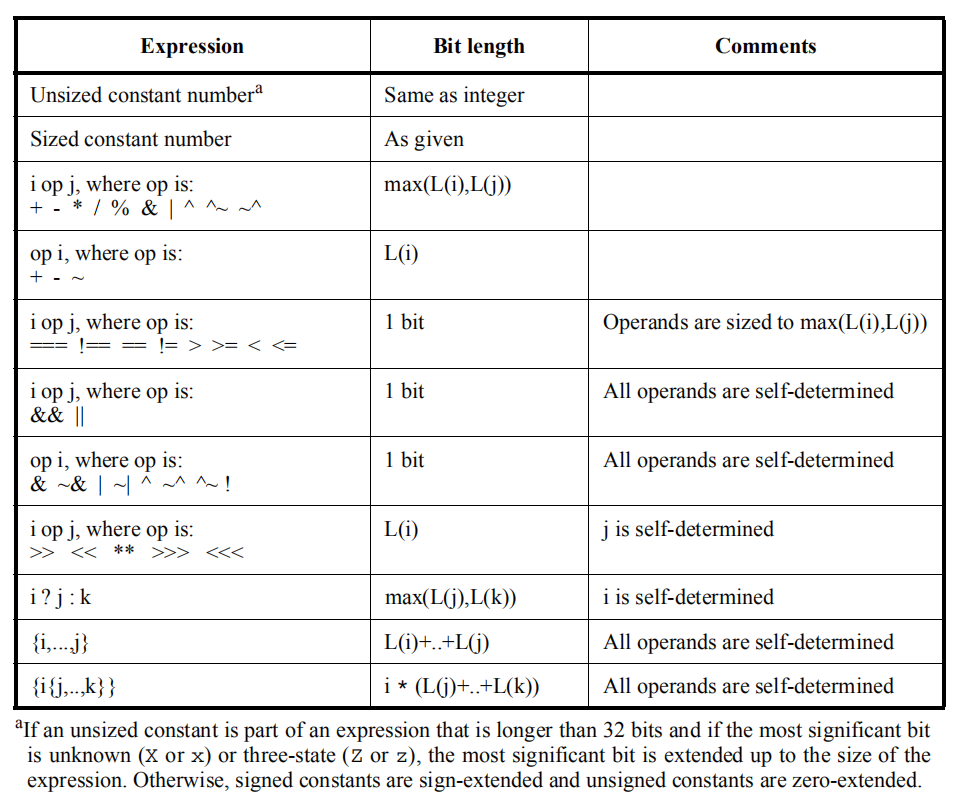 Expression Bit length Comments
Unsized constant numberᵃ Same as integer
Sized constant number As given
i op j, where op is: max(L(i),L(j))
+ - * / % & | ^ ^~ ~^
op i, where op is: L(i)
+ - ~
i op j, where op is: 1 bit Operands are sized to max(L(i),L(j))
=== !== == != > >= < <=
i op j, where op is: 1 bit All operands are self-determined
&& ||
op i, where op is: 1 bit All operands are self-determined
& ~& | ~| ^ ~^ ^~ !
i op j, where op is: L(i) j is self-determined
>> << ** >>> <<<
i ? j : k max(L(j),L(k)) i is self-determined
{i,...,j} L(i)+..+L(j) All operands are self-determined
{i{j,..,k}} i * (L(j)+..+L(k)) All operands are self-determined
ᵃIf an unsized constant is part of an expression that is longer than 32 bits and if the most significant bit
is unknown (X or x) or three-state (Z or z), the most significant bit is extended up to the size of the
expression. Otherwise, signed constants are sign-extended and unsigned constants are zero-extended.